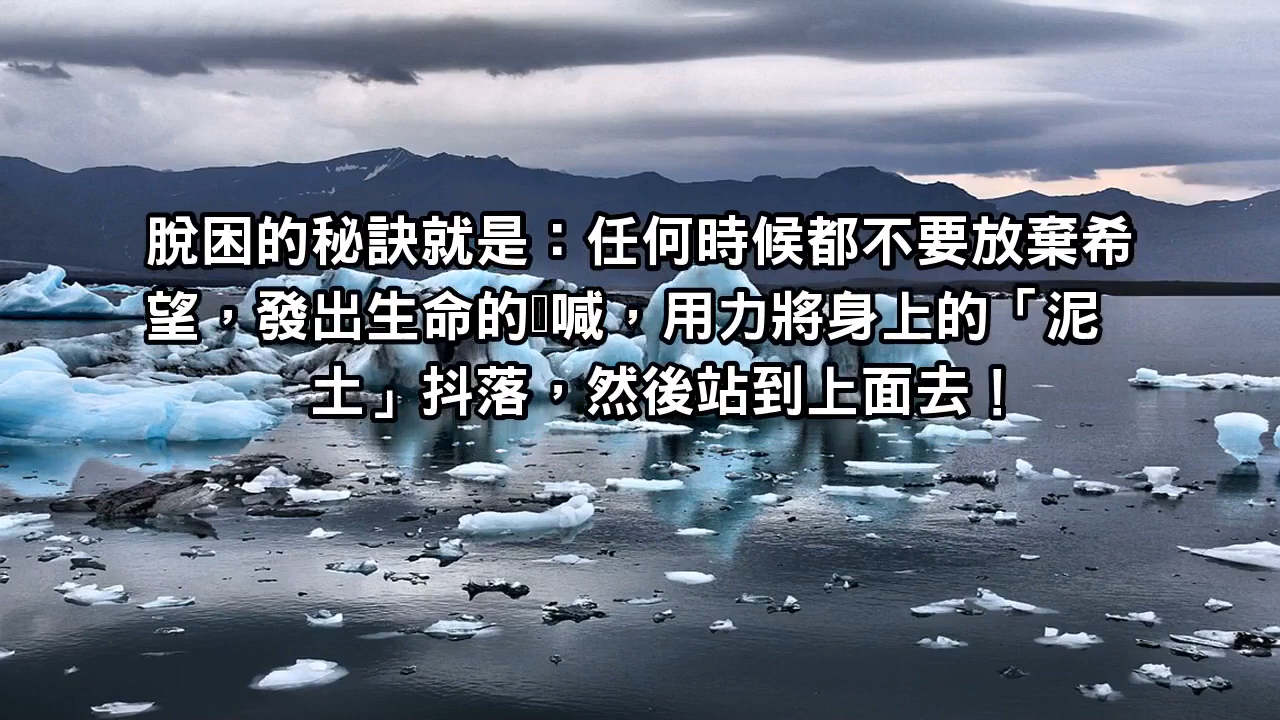 脫困的秘訣就是：任何時候都不要放棄希
望，發出生命的喊，用力將身上的「泥
土」抖落，然後站到上面去！